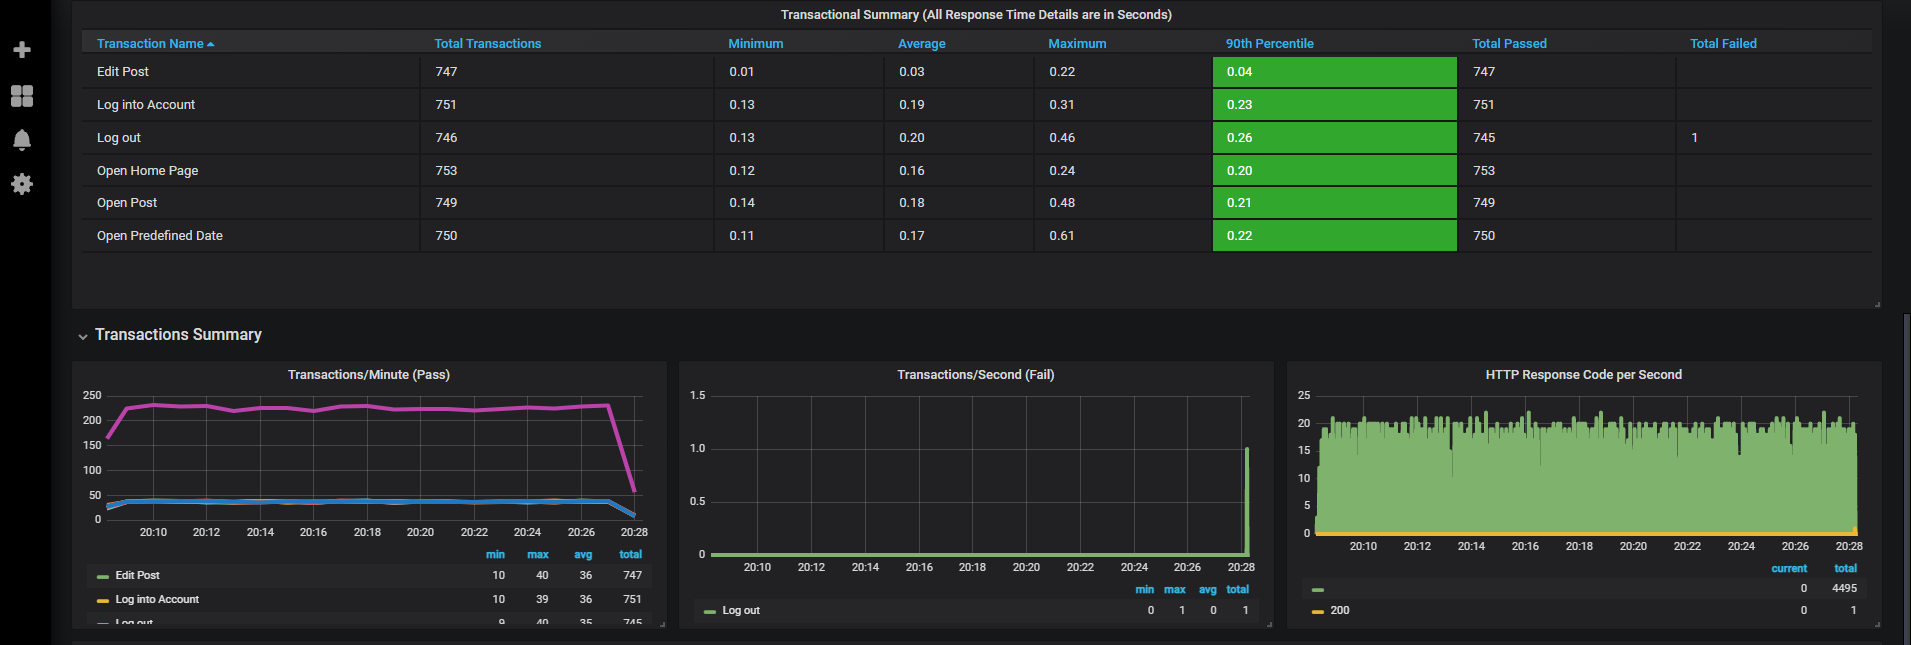 Transactional Summary (All Response Time Details are in Seconds)
Transaction Name Total Transactions Minimum Average Maximum 90th Percentile Total Passed Total Failed
Edit Post 747 0.01 0.03 0.22 0.04 747
Log into Account 751 0.13 0.19 0.31 0.23 751
Log out 746 0.13 0.20 0.46 0.26 745 1
Open Home Page 753 0.12 0.16 0.24 0.20 753
Open Post 749 0.14 0.18 0.48 0.21 749
Open Predefined Date 750 0.11 0.17 0.61 0.22 750
Transactions Summary
Transactions/Minute (Pass)
250
200
150
100
50
0
20:10 20:12 20:14 20:16 20:18 20:20 20:22 20:24 20:26 20:28
min max avg total
Edit Post 10 40 36 747
Log into Account 10 39 36 751
Log out 9 40 35 745
Transactions/Second (Fail)
1.5
1.0
0.5
0
20:10 20:12 20:14 20:16 20:18 20:20 20:22 20:24 20:26 20:28
min max avg total
Log out 0 1 0 1
HTTP Response Code per Second
25
20
15
10
5
0
20:10 20:12 20:14 20:16 20:18 20:20 20:22 20:24 20:26 20:28
current total
0 4495
200 0 1